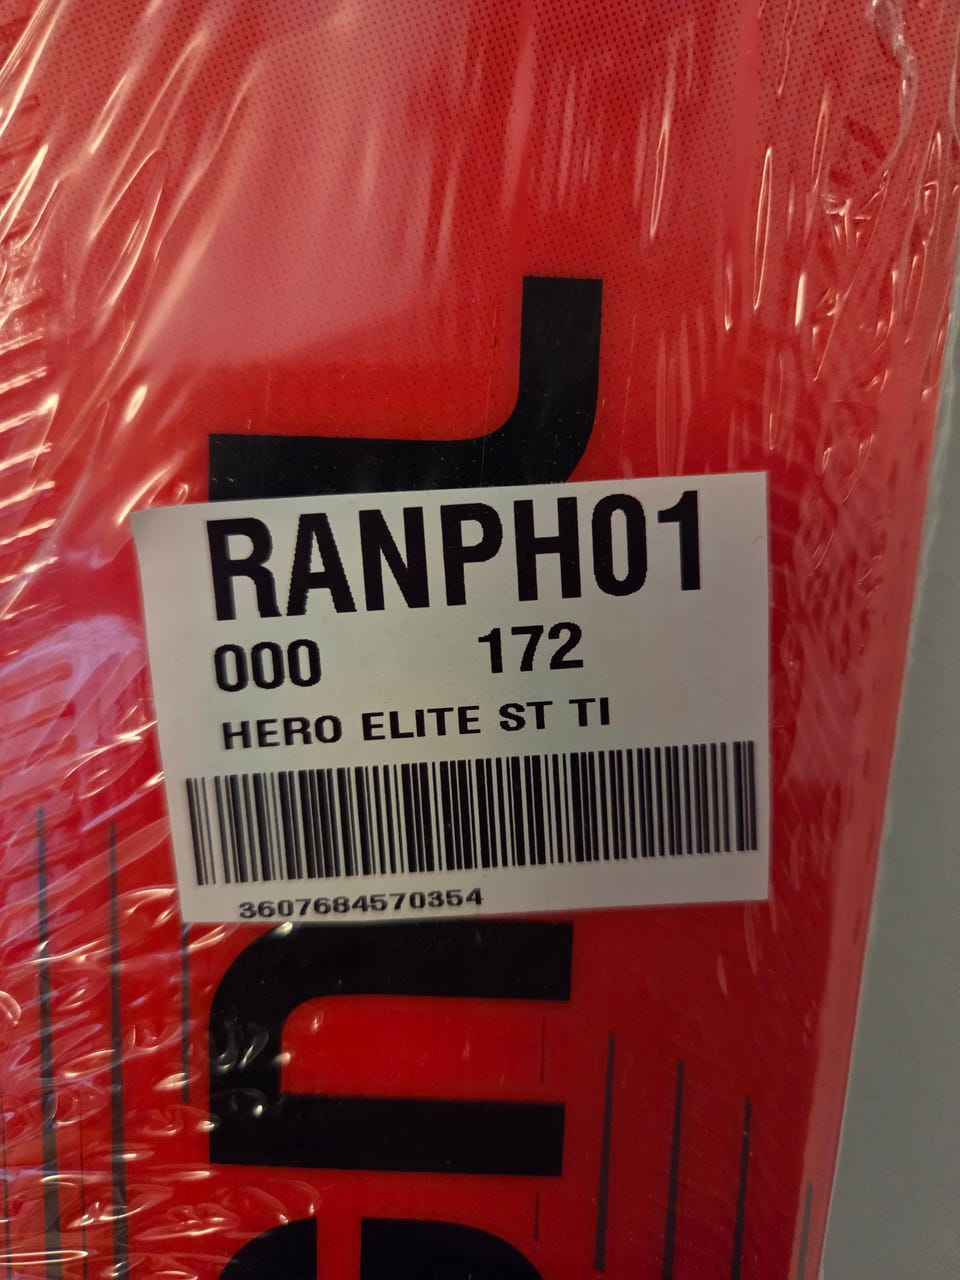 RANPH01
000 172
HERO ELITE ST TI
3607684570354